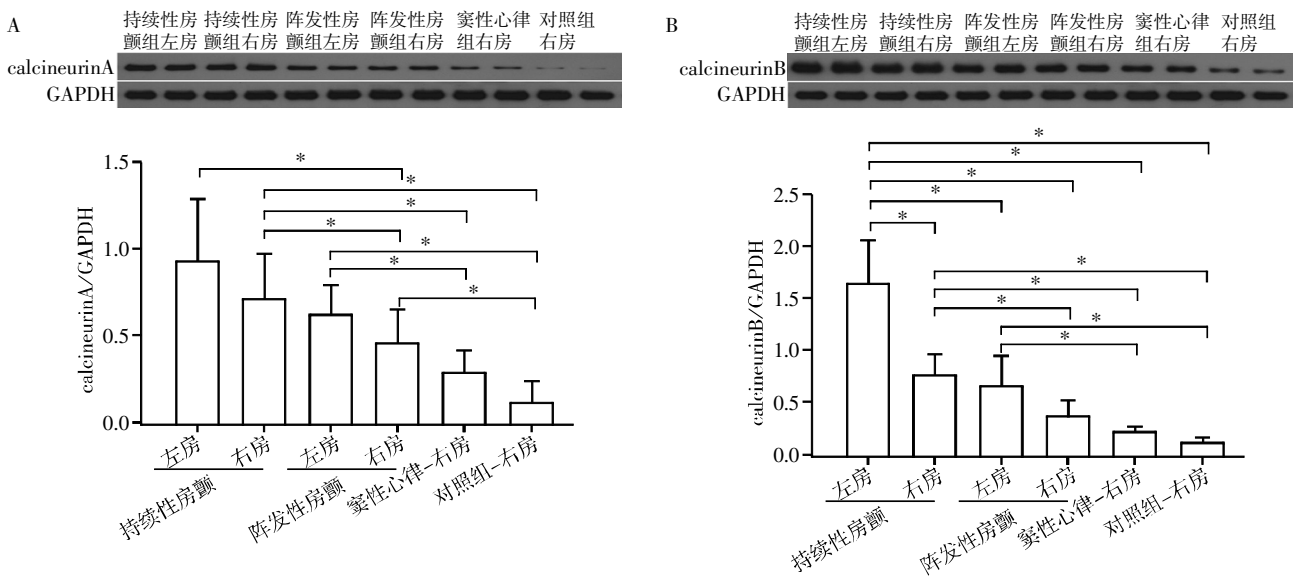 A
持续性房 持续性房 阵发性房 阵发性房 窦性心律 对照组
颤组左房 颤组右房 颤组左房 颤组右房 组右房 右房
calcineurinA
GAPDH
calcineurinA/GAPDH
1.5
1.0
0.5
0.0
* * * * * * *
左房 右房 左房 右房 窦性心律-右房 对照组-右房
持续性房颤 阵发性房颤
B
持续性房 持续性房 阵发性房 阵发性房 窦性心律 对照组
颤组左房 颤组右房 颤组左房 颤组右房 组右房 右房
calcineurinB
GAPDH
calcineurinB/GAPDH
2.5
2.0
1.5
1.0
0.5
0.0
* * * * * * * * * *
左房 右房 左房 右房 窦性心律-右房 对照组-右房
持续性房颤 阵发性房颤